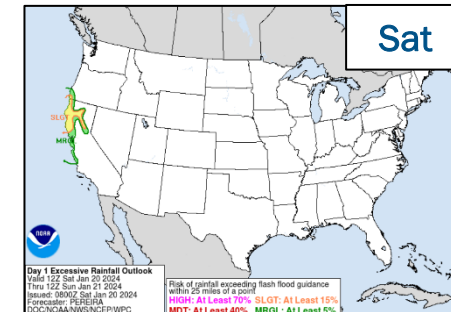 Sat
SLGT
MRGL
NOAA
Day 1 Excessive Rainfall Outlook
Valid 12Z Sat Jan 20 2024
Thru 12Z Sun Jan 21 2024
Issued: 0800Z Sat Jan 20 2024
Forecaster: PEREIRA
DOC/NOAA/NWS/NCEP/WPC
Risk of rainfall exceeding flash flood guidance
within 25 miles of a point
HIGH: At Least 70% SLGT: At Least 15%
MDT: At Least 40% MRGL: At Least 5%